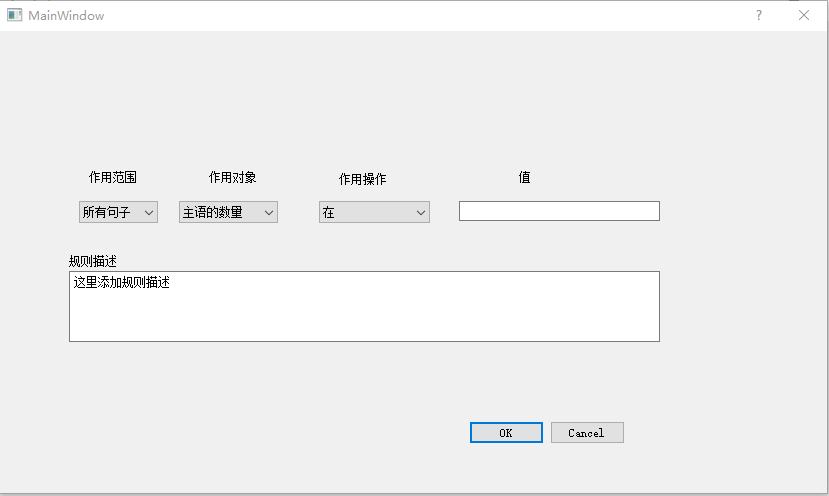 MainWindow
作用范围 作用对象 作用操作 值
所有句子 主语的数量 在
规则描述
这里添加规则描述
OK Cancel